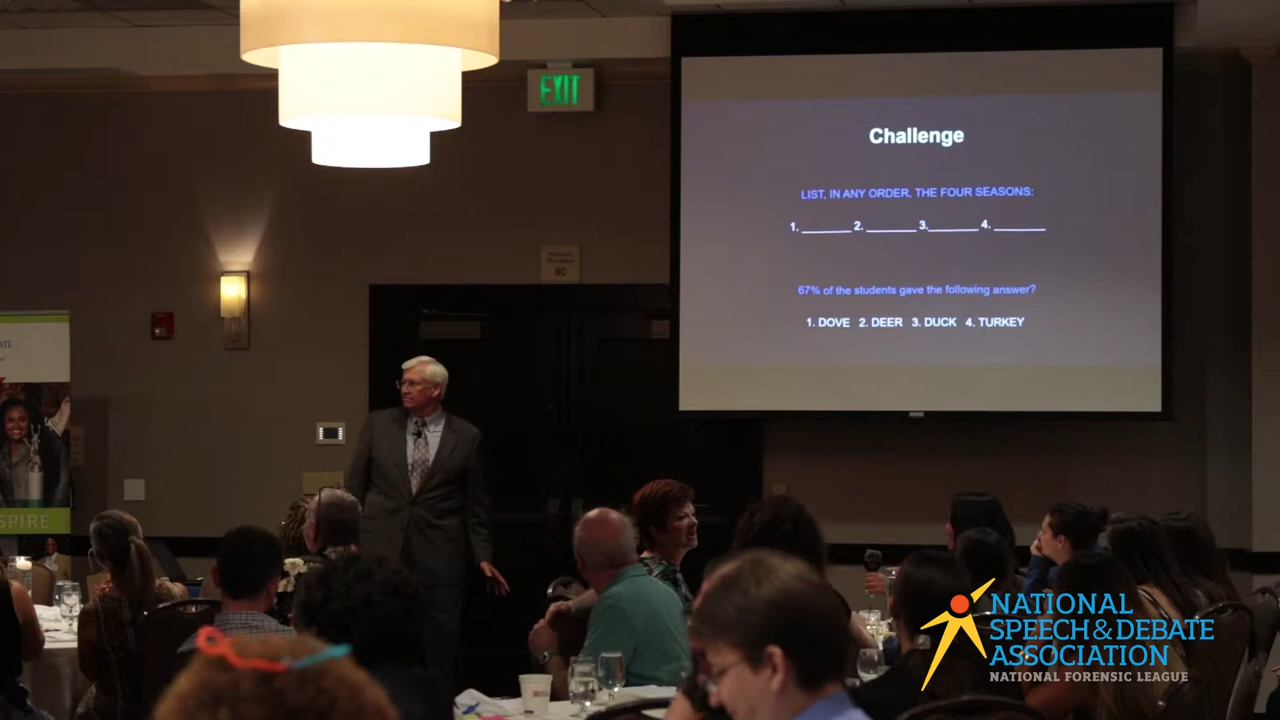 EXIT
Challenge
LIST, IN ANY ORDER, THE FOUR SEASONS:
1. ______ 2. ______ 3. ______ 4. ______
67% of the students gave the following answer?
1. DOVE 2. DEER 3. DUCK 4. TURKEY
60
ATE
SPIRE
NATIONAL
SPEECH & DEBATE
ASSOCIATION
NATIONAL FORENSIC LEAGUE